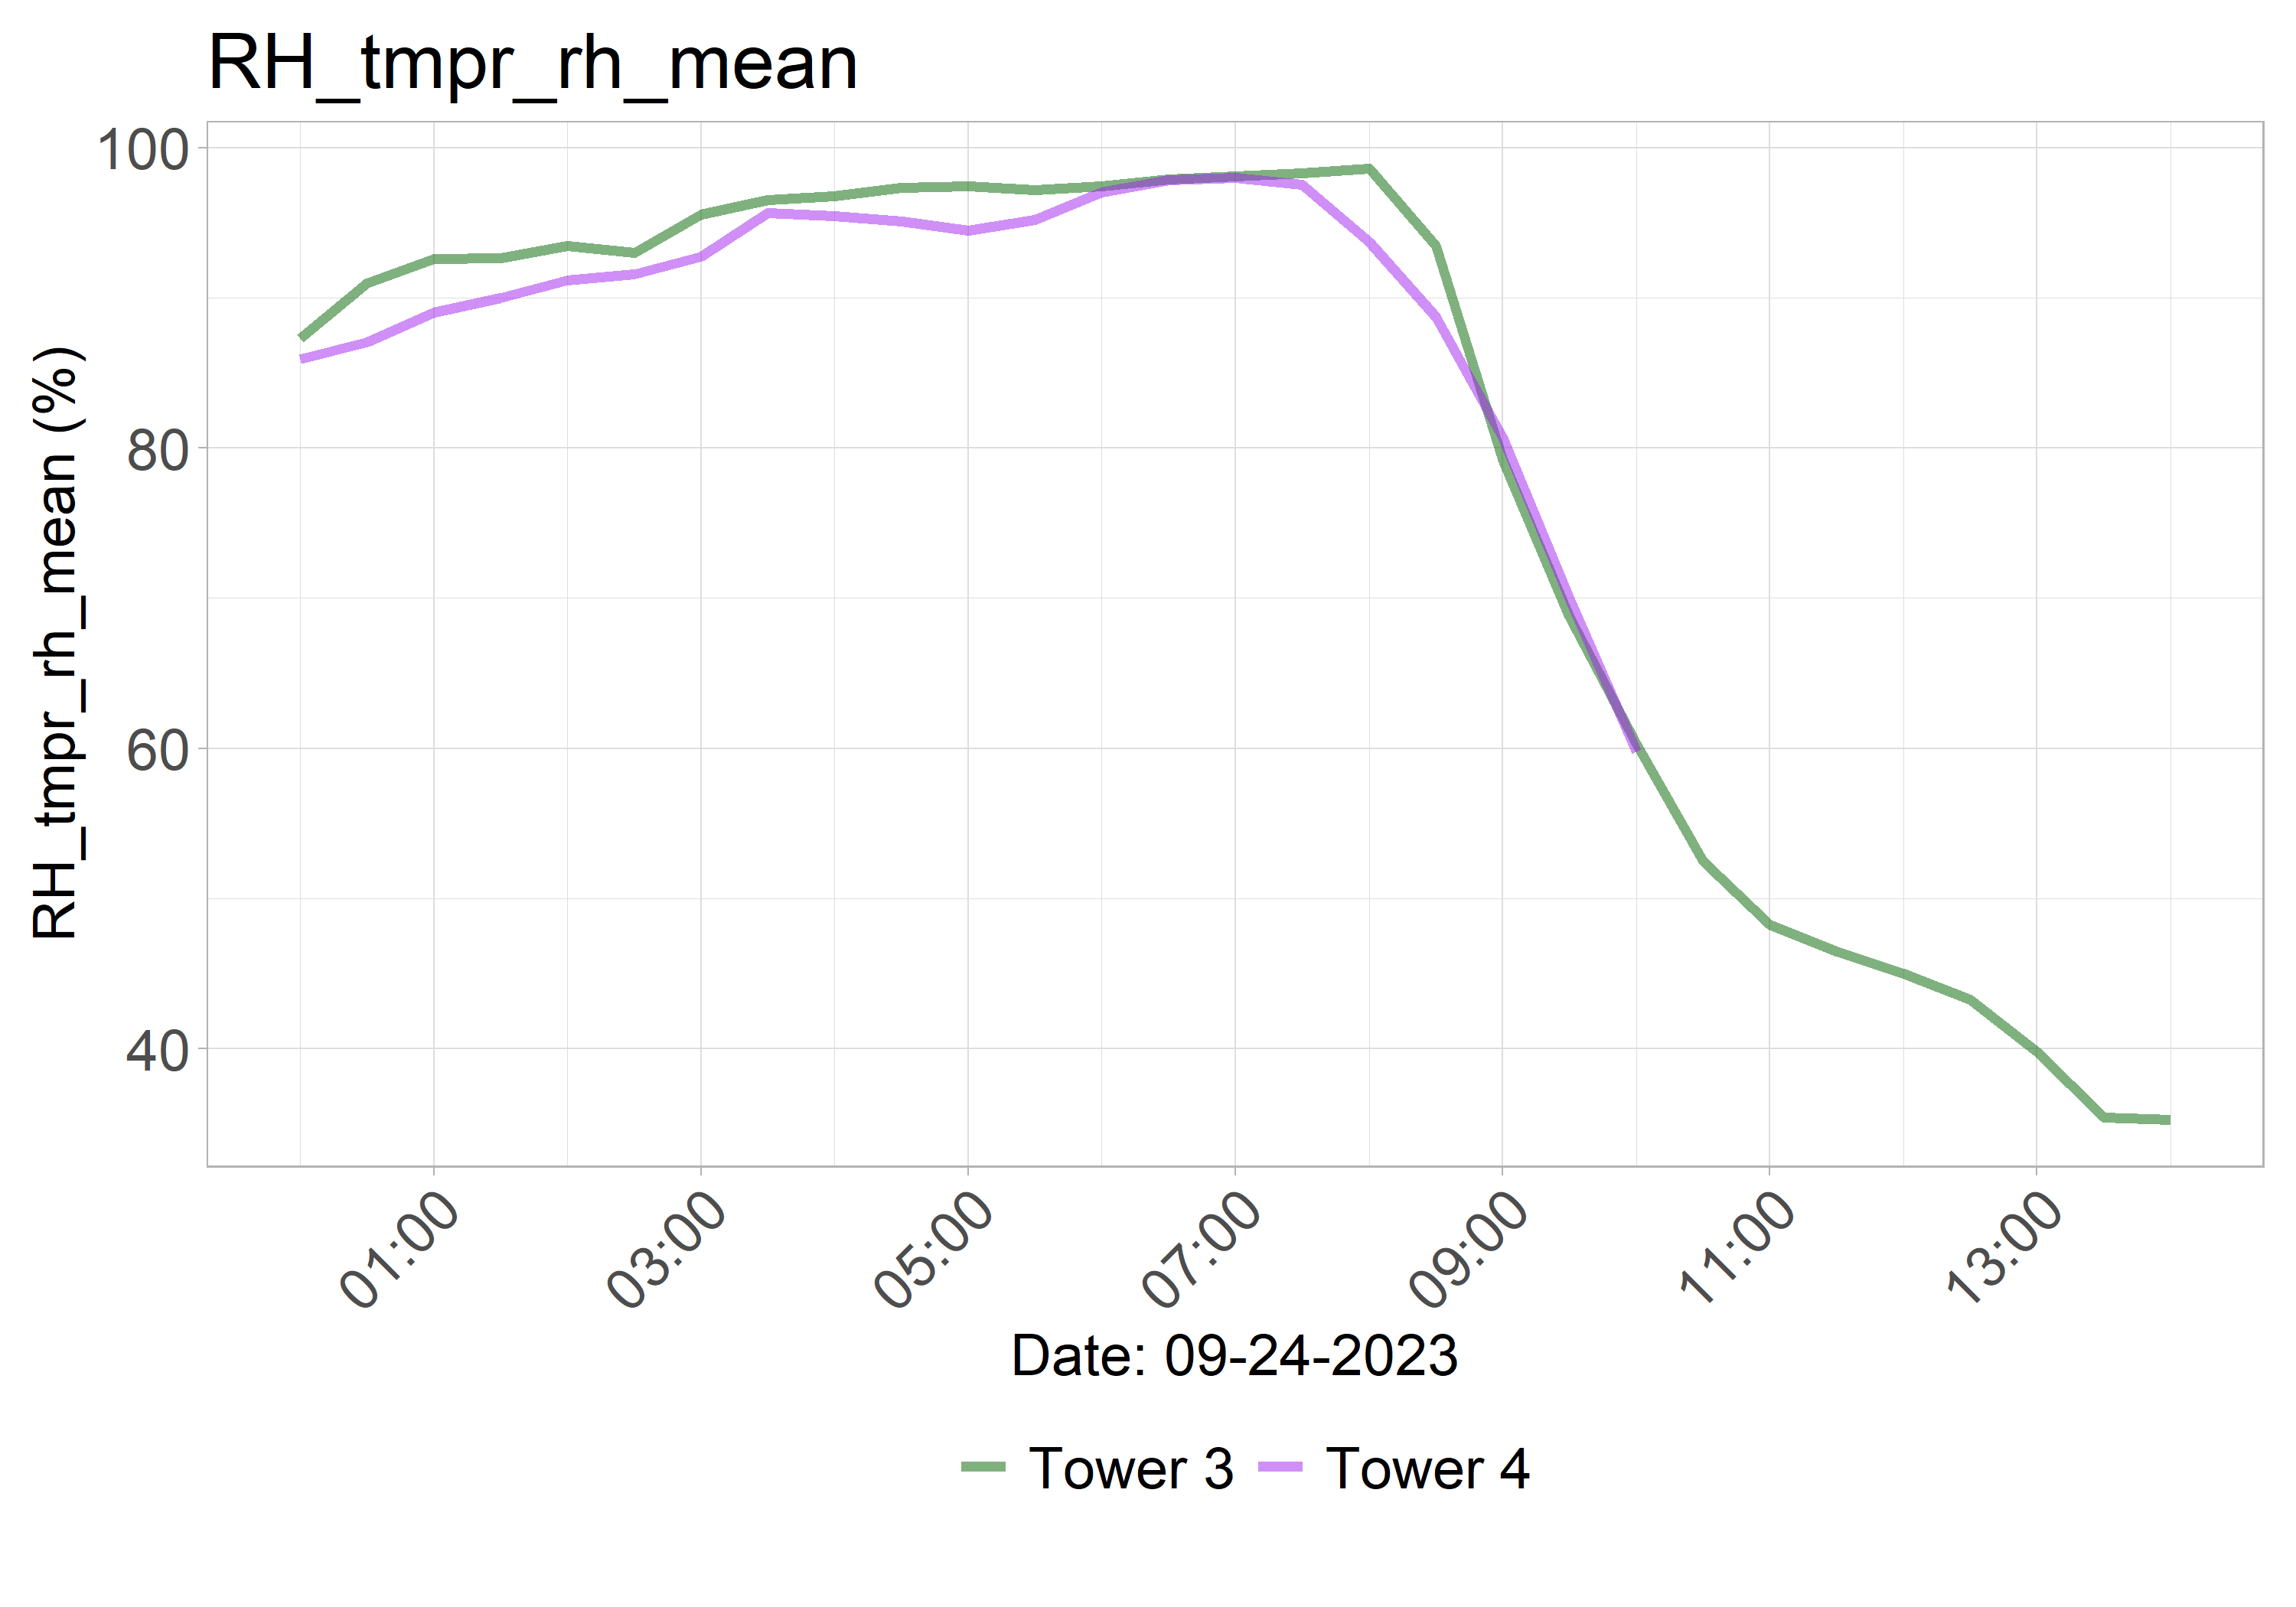 RH_tmpr_rh_mean
RH_tmpr_rh_mean (%)
100
80
60
40
01:00
03:00
05:00
07:00
09:00
11:00
13:00
Date: 09-24-2023
Tower 3
Tower 4